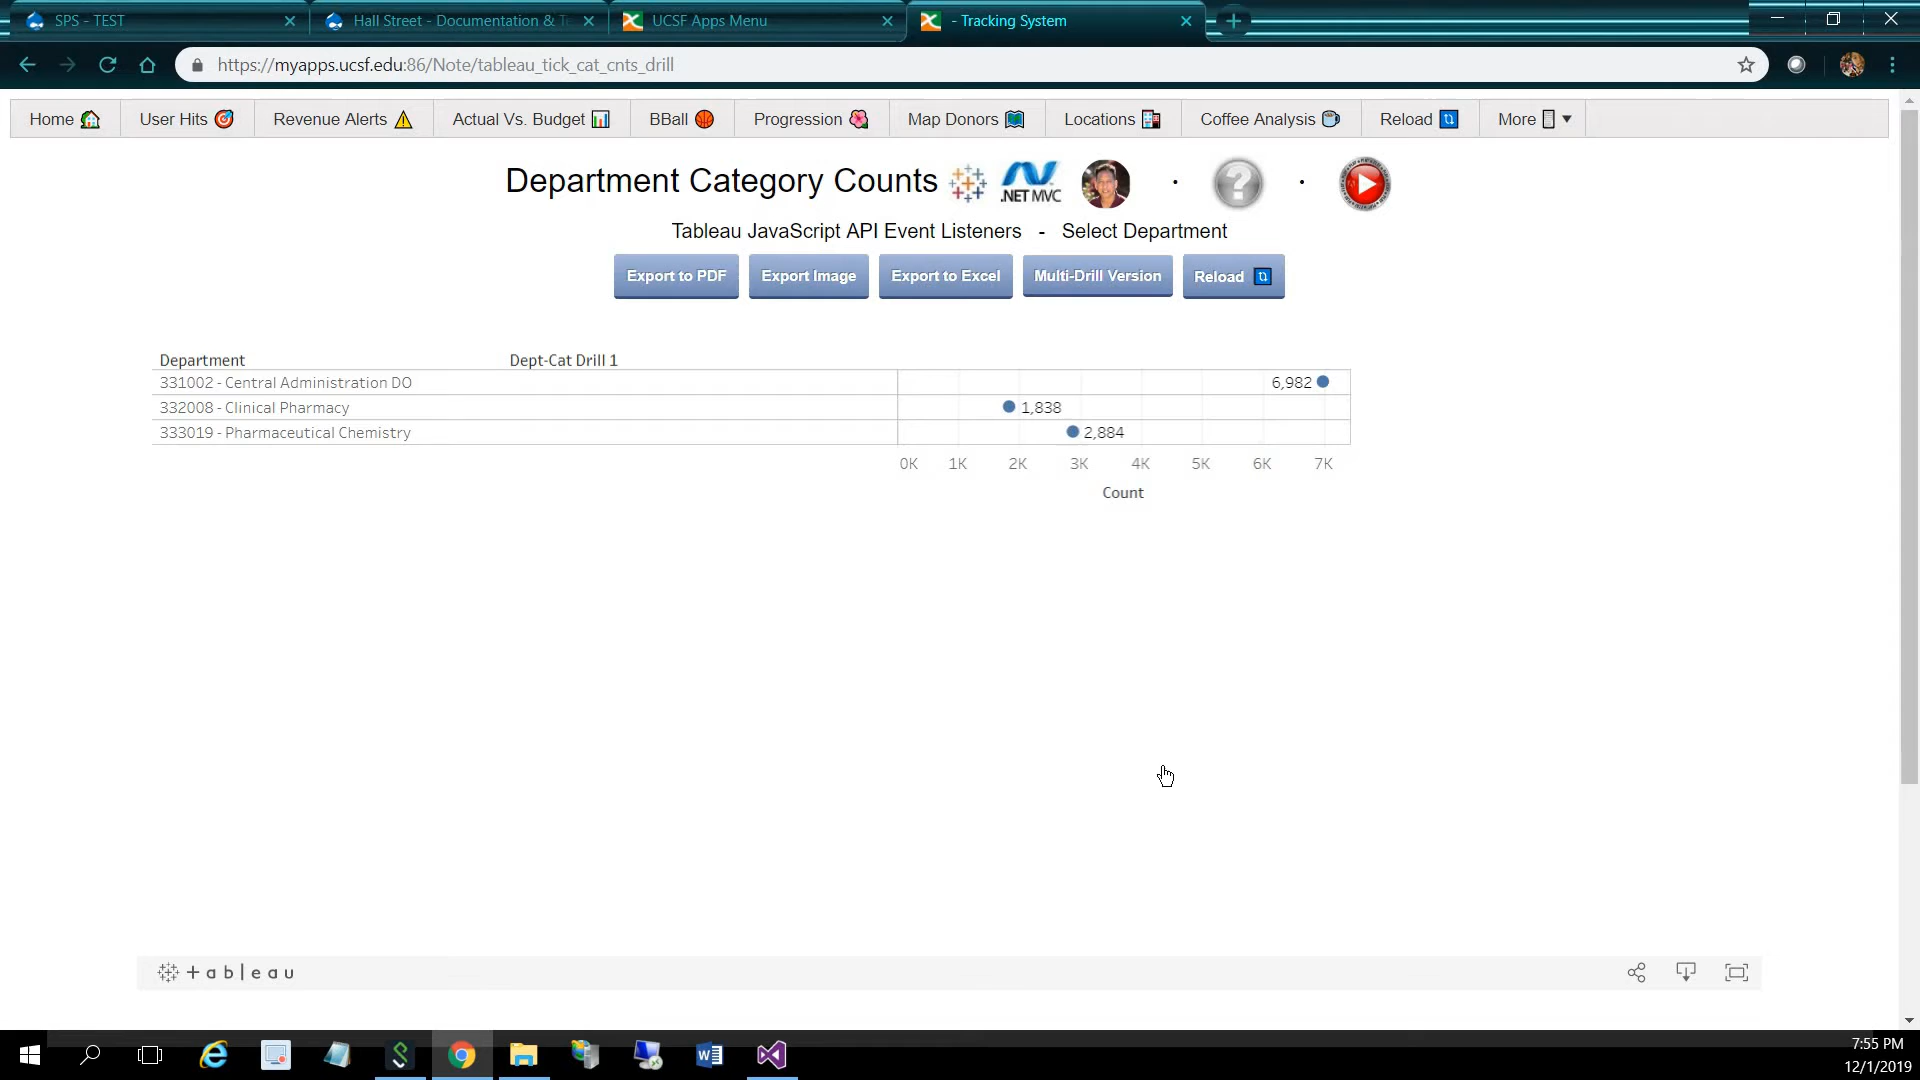 SPS - TEST
Hall Street - Documentation & Te
UCSF Apps Menu
- Tracking System
https://myapps.ucsf.edu:86/Note/tableau_tick_cat_cnts_drill
Home User Hits Revenue Alerts Actual Vs. Budget BBall Progression Map Donors Locations Coffee Analysis Reload More
Department Category Counts .NET MVC
Tableau JavaScript API Event Listeners - Select Department
Export to PDF Export Image Export to Excel Multi-Drill Version Reload
Department Dept-Cat Drill 1
331002 - Central Administration DO 6,982
332008 - Clinical Pharmacy 1,838
333019 - Pharmaceutical Chemistry 2,884
0K 1K 2K 3K 4K 5K 6K 7K
Count
+ableau
7:55 PM
12/1/2019